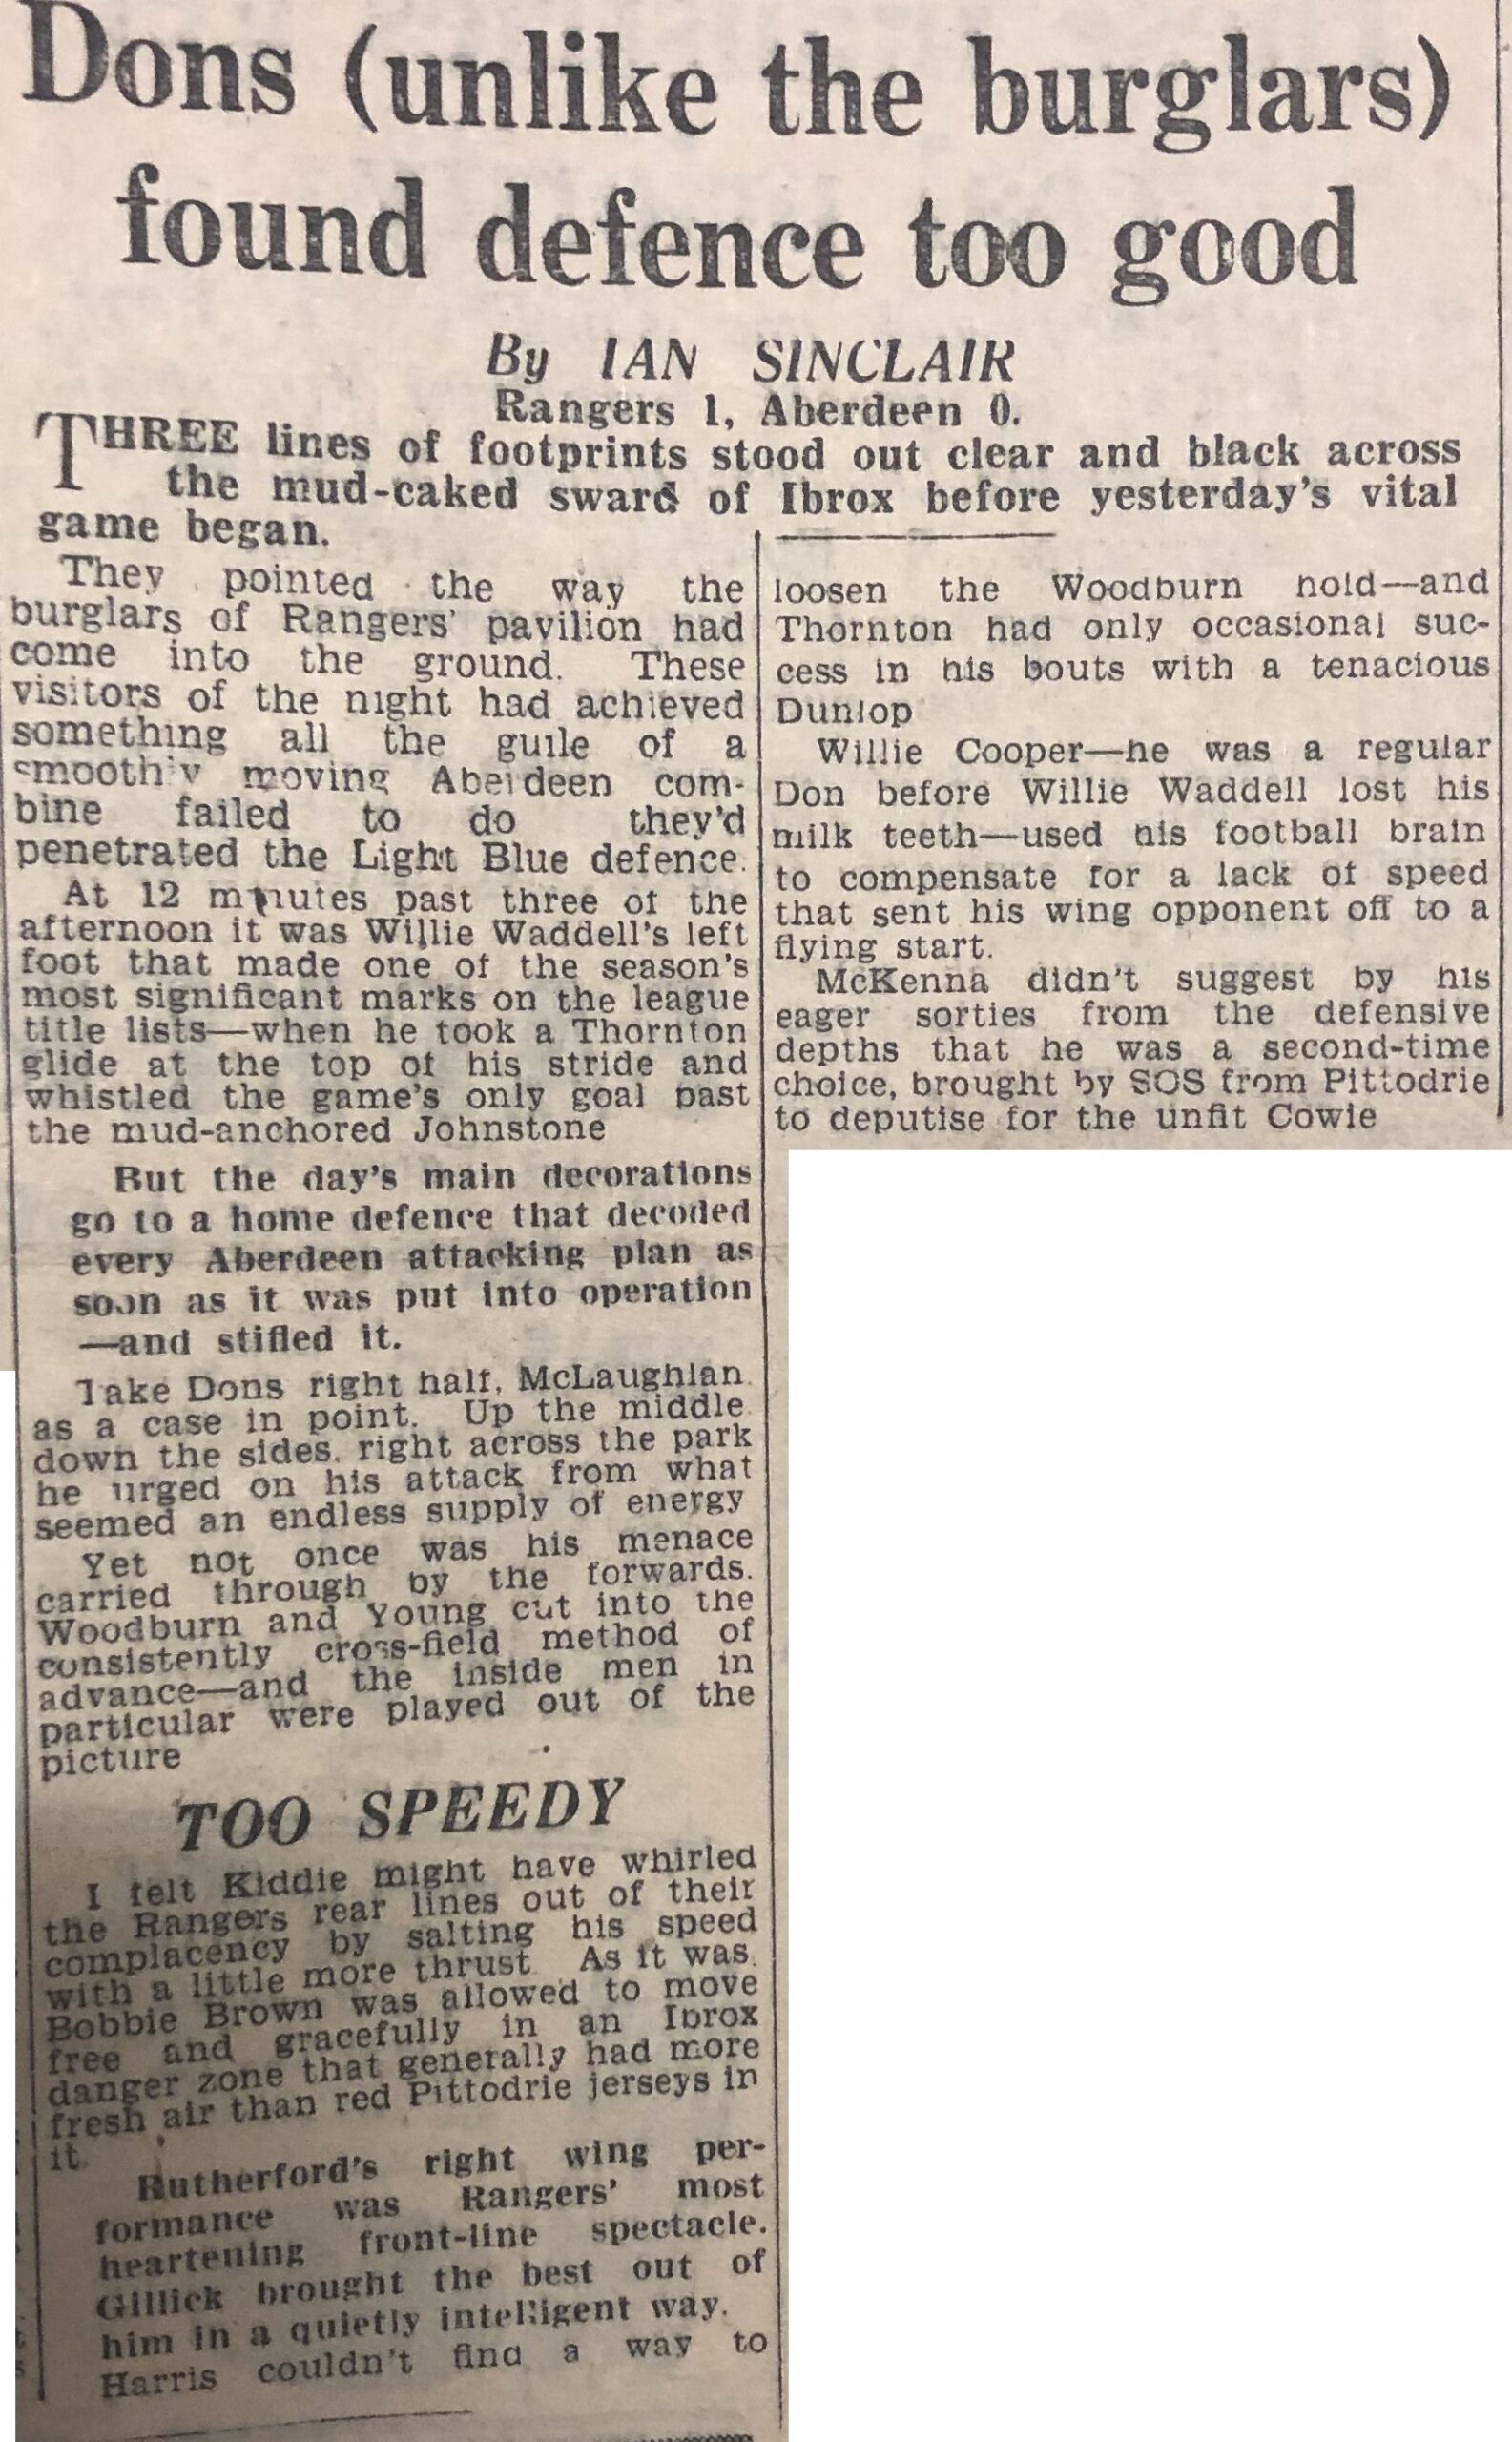 Dons (unlike the burglars)
found defence too good
By IAN SINCLAIR
Rangers 1, Aberdeen 0.
THREE lines of footprints stood out clear and black across
the mud-caked sward of Ibrox before yesterday's vital
game began.
They pointed the way the
burglars of Rangers' pavilion had
come into the ground. These
visitors of the night had achieved
something all the guile of a
smoothly moving Aberdeen com-
bine failed to do they'd
penetrated the Light Blue defence.
At 12 minutes past three of the
afternoon it was Willie Waddell's left
foot that made one of the season's
most significant marks on the league
title lists—when he took a Thornton
glide at the top of his stride and
whistled the game's only goal past
the mud-anchored Johnstone
But the day's main decorations
go to a home defence that decoded
every Aberdeen attacking plan as
soon as it was put into operation
—and stifled it.
Take Dons right half, McLaughlan.
as a case in point. Up the middle
down the sides, right across the park
he urged on his attack from what
seemed an endless supply of energy
Yet not once was his menace
carried through by the forwards.
Woodburn and Young cut into the
consistently cross-field method of
advance—and the inside men in
particular were played out of the
picture
TOO SPEEDY
I felt Kiddie might have whirled
the Rangers rear lines out of their
complacency by salting his speed
with a little more thrust As it was.
Bobbie Brown was allowed to move
free and gracefully in an Ibrox
danger zone that generally had more
fresh air than red Pittodrie jerseys in
it.
Rutherford's right wing per-
formance was Rangers' most
heartening front-line spectacle.
Gillick brought the best out of
him in a quietly intelligent way.
Harris couldn't find a way to
loosen the Woodburn hold—and
Thornton had only occasional suc-
cess in his bouts with a tenacious
Dunlop
Willie Cooper—he was a regular
Don before Willie Waddell lost his
milk teeth—used his football brain
to compensate for a lack of speed
that sent his wing opponent off to a
flying start.
McKenna didn't suggest by his
eager sorties from the defensive
depths that he was a second-time
choice, brought by SOS from Pittodrie
to deputise for the unfit Cowie